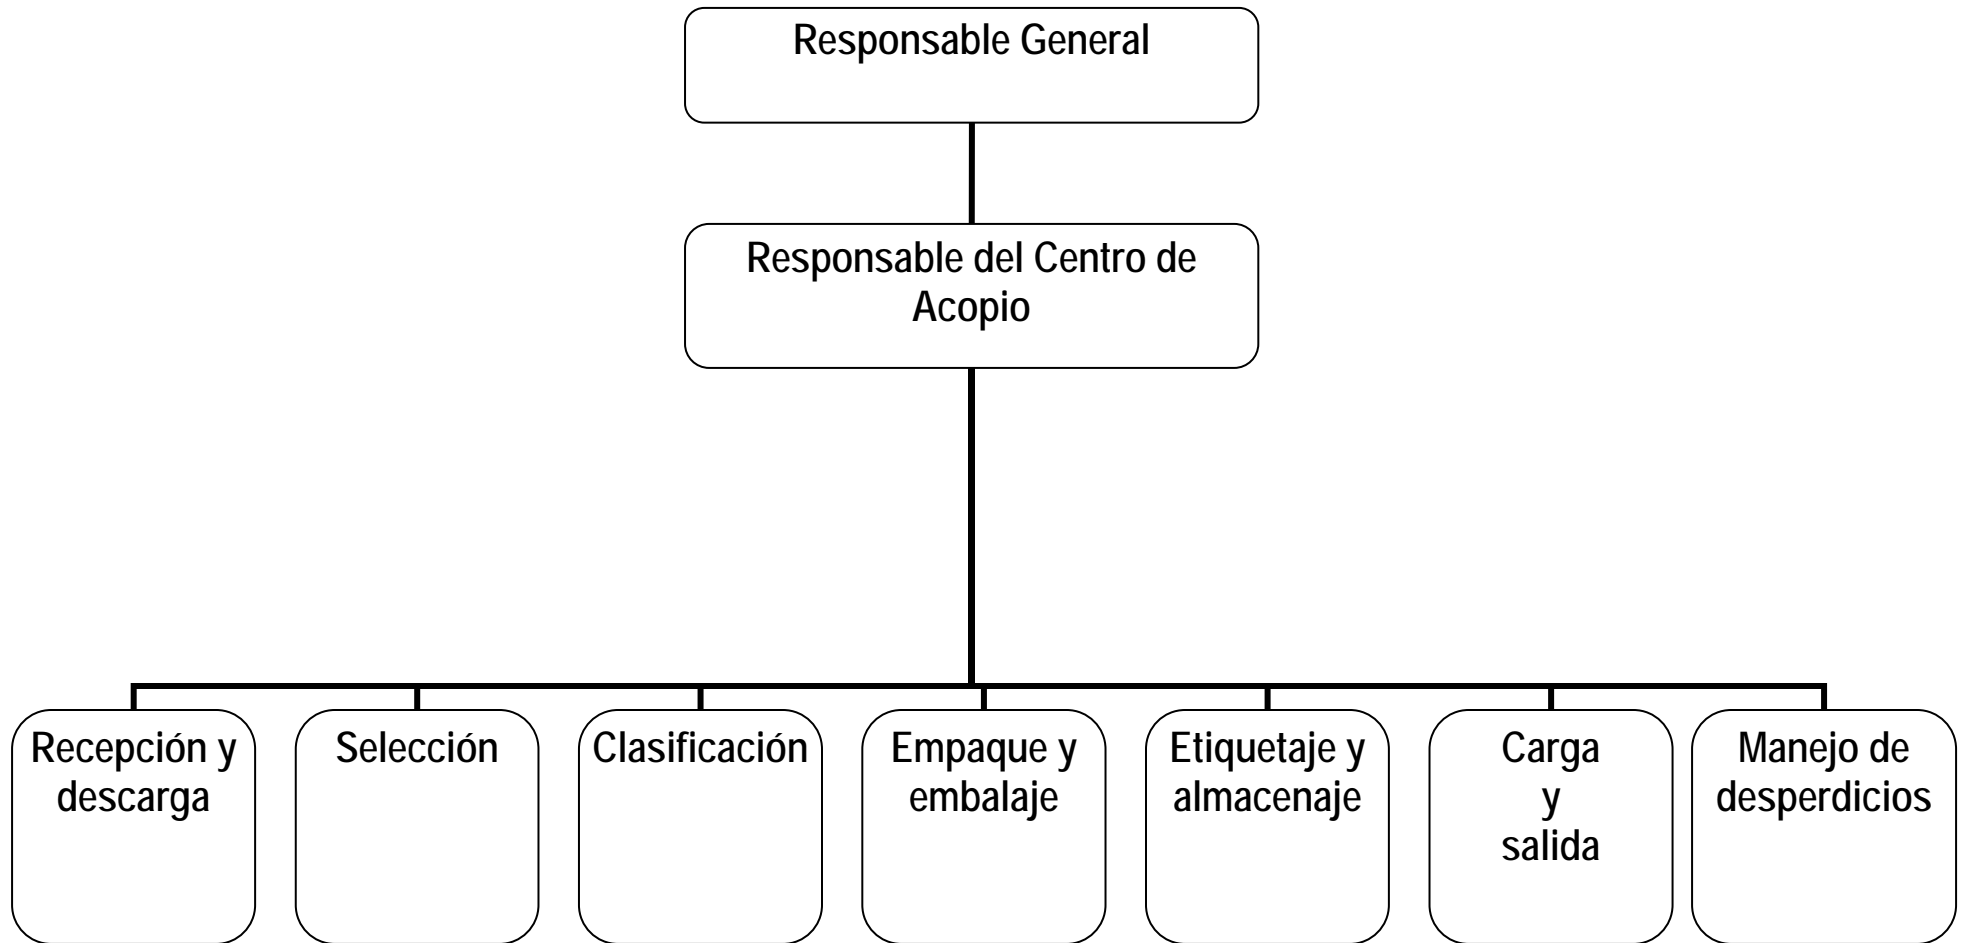 Responsable General
Responsable del Centro de
Acopio
Recepción y
descarga
Selección
Clasificación
Empaque y
embalaje
Etiquetaje y
almacenaje
Carga
y
salida
Manejo de
desperdicios